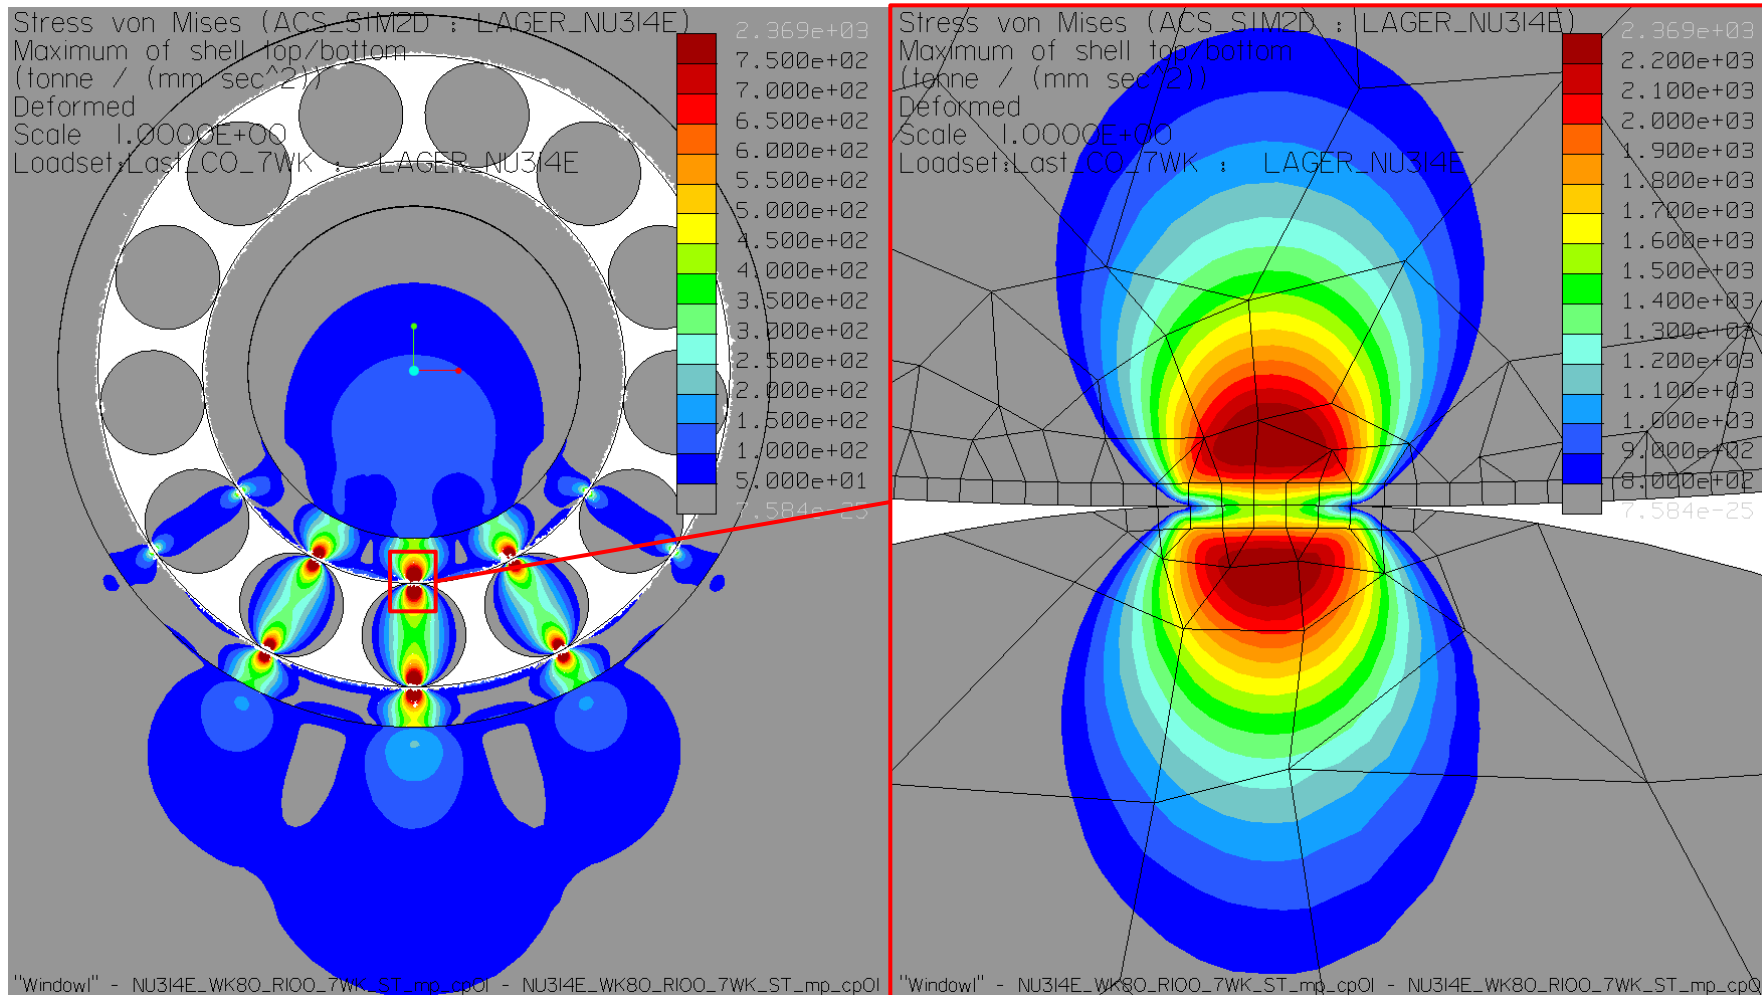 Stress von Mises (ACS_SIM2D : LAGER_NU314E)
Maximum of shell top/bottom
(tonne / (mm sec^2))
Deformed
Scale 1.0000E+00
Loadset:Last_CO_7WK : LAGER_NU314E
2.369e+03
7.500e+02
7.000e+02
6.500e+02
6.000e+02
5.500e+02
5.000e+02
4.500e+02
4.000e+02
3.500e+02
3.000e+02
2.500e+02
2.000e+02
1.500e+02
1.000e+02
5.000e+01
7.584e-25
"Window1" - NU314E_WK80_R100_7WK_ST_mp_cp01 - NU314E_WK80_R100_7WK_ST_mp_cp01
Stress von Mises (ACS_SIM2D : LAGER_NU314E)
Maximum of shell top/bottom
(tonne / (mm sec^2))
Deformed
Scale 1.0000E+00
Loadset:Last_CO_7WK : LAGER_NU314E
2.369e+03
2.200e+03
2.100e+03
2.000e+03
1.900e+03
1.800e+03
1.700e+03
1.600e+03
1.500e+03
1.400e+03
1.300e+03
1.200e+03
1.100e+03
1.000e+03
9.000e+02
8.000e+02
7.584e-25
"Window1" - NU314E_WK80_R100_7WK_ST_mp_cp01 - NU314E_WK80_R100_7WK_ST_mp_cp0